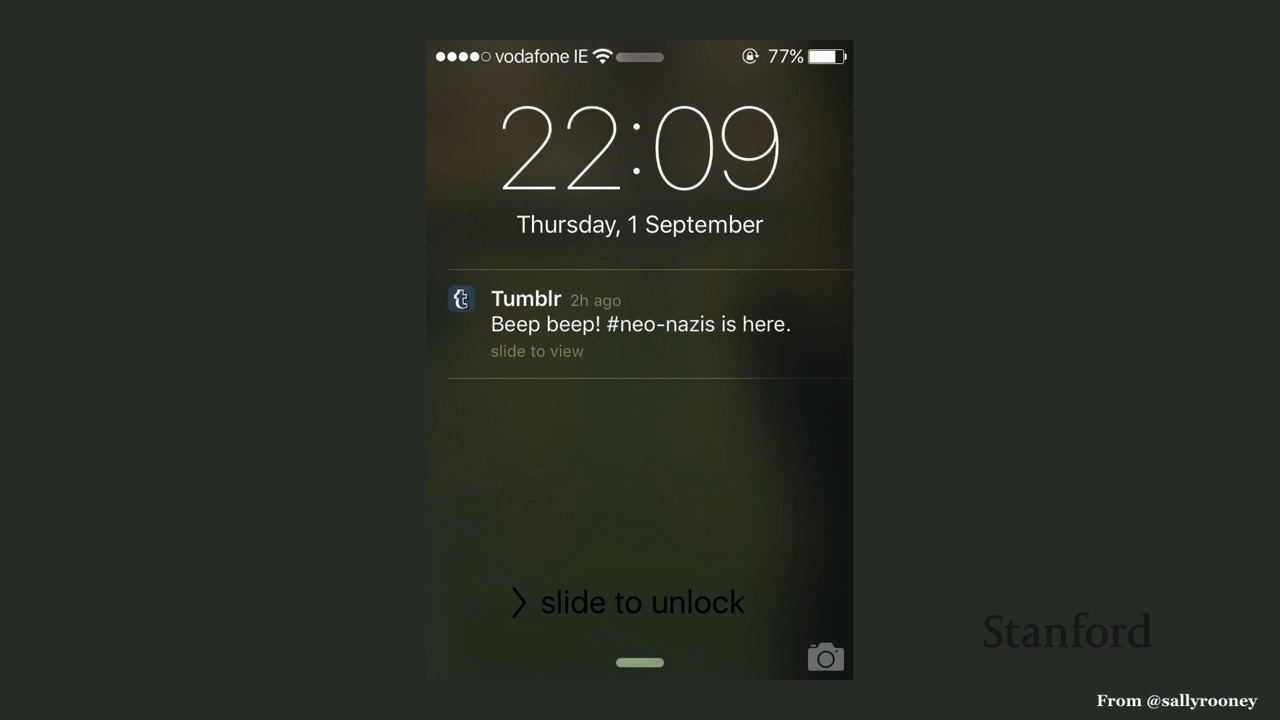 vodafone IE 77%
22:09
Thursday, 1 September
Tumblr 2h ago
Beep beep! #neo-nazis is here.
slide to view
> slide to unlock
Stanford
From @sallyrooney